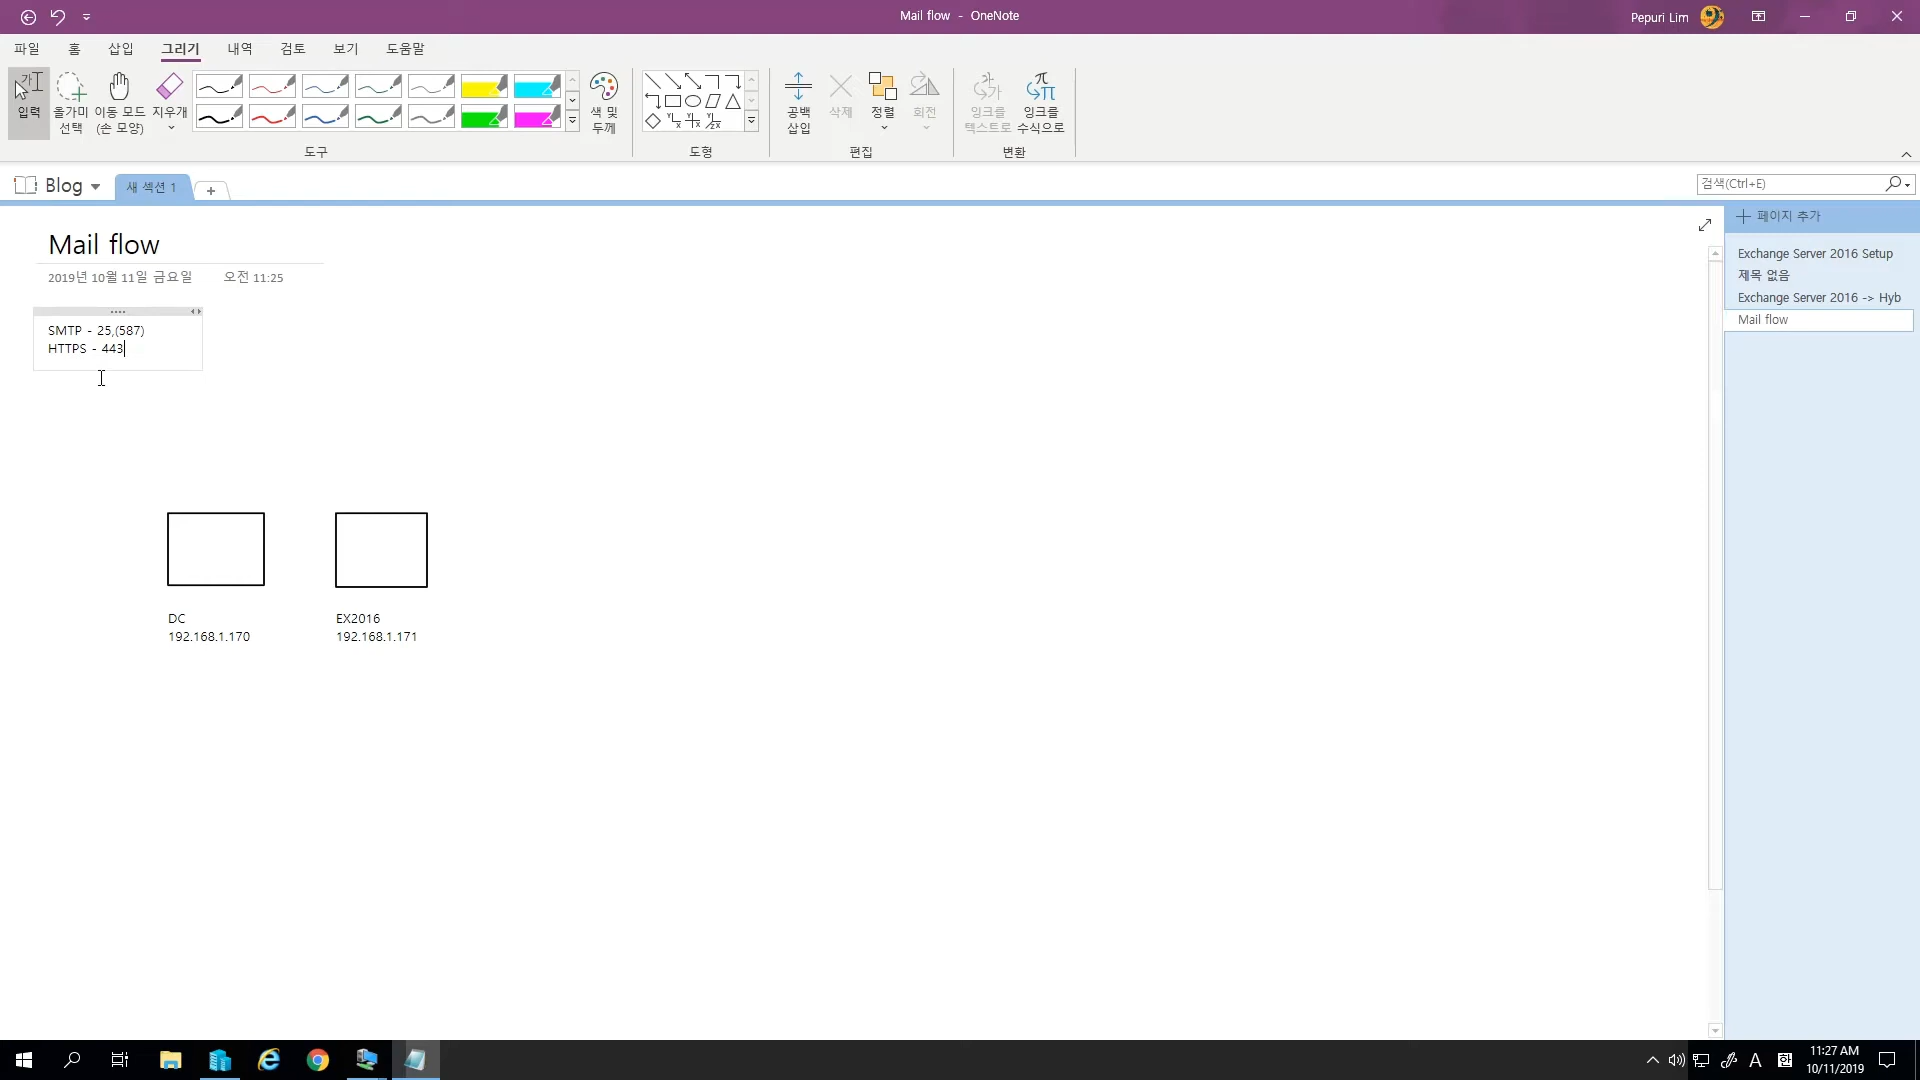 Mail flow - OneNote
Pepuri Lim
파일 홈 삽입 그리기 내역 검토 보기 도움말
가
입력
올가미
선택
이동 모드
(손 모양)
지우개
색 및
두께
공백
삽입
삭제
정렬
회전
잉크를
텍스트로
잉크를
수식으로
도구
도형
편집
변환
Blog
새 섹션 1
검색(Ctrl+E)
페이지 추가
Exchange Server 2016 Setup
제목 없음
Exchange Server 2016 -> Hyb
Mail flow
Mail flow
2019년 10월 11일 금요일 오전 11:25
SMTP - 25,(587)
HTTPS - 443
DC
192.168.1.170
EX2016
192.168.1.171
A
한
11:27 AM
10/11/2019